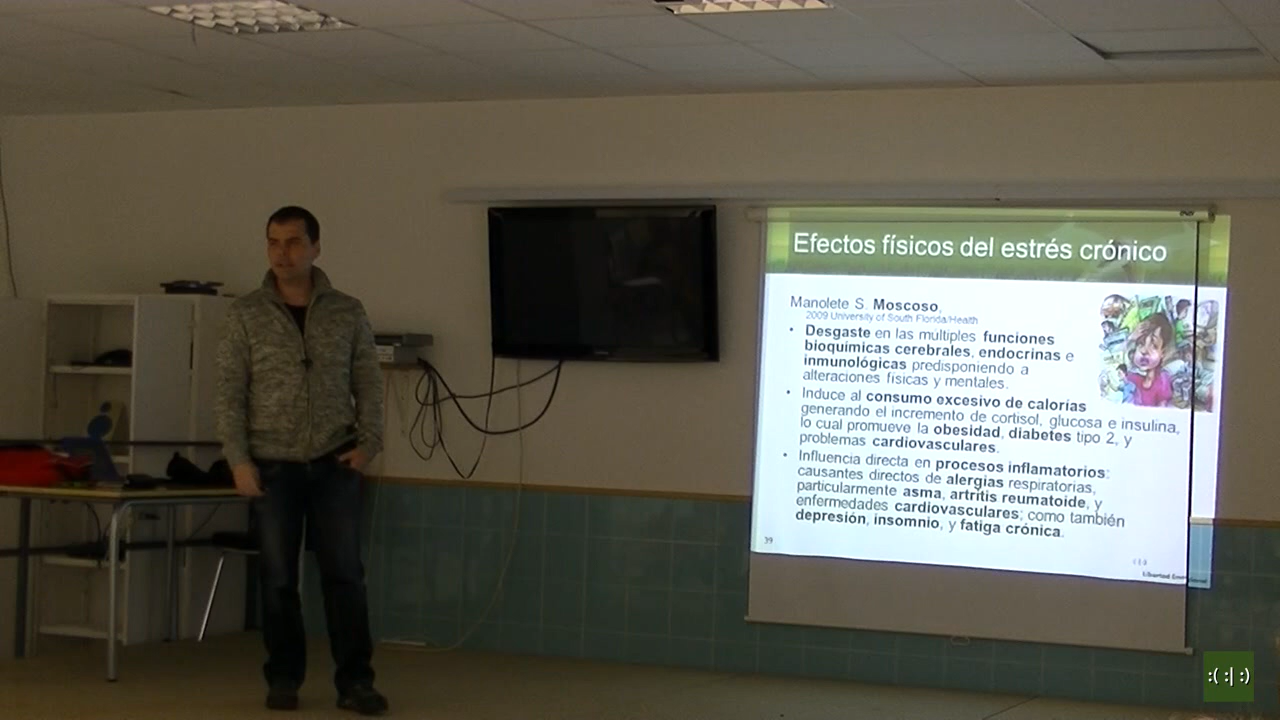 Efectos físicos del estrés crónico
Manolete S. Moscoso,
2009 University of South Florida/Health
• Desgaste en las múltiples funciones
bioquímicas cerebrales, endocrinas e
inmunológicas predisponiendo a
alteraciones físicas y mentales.
• Induce al consumo excesivo de calorías
generando el incremento de cortisol, glucosa e insulina,
lo cual promueve la obesidad, diabetes tipo 2, y
problemas cardiovasculares.
• Influencia directa en procesos inflamatorios:
causantes directos de alergias respiratorias,
particularmente asma, artritis reumatoide, y
enfermedades cardiovasculares; como también
depresión, insomnio, y fatiga crónica.
39
Libertad
:( :| :)